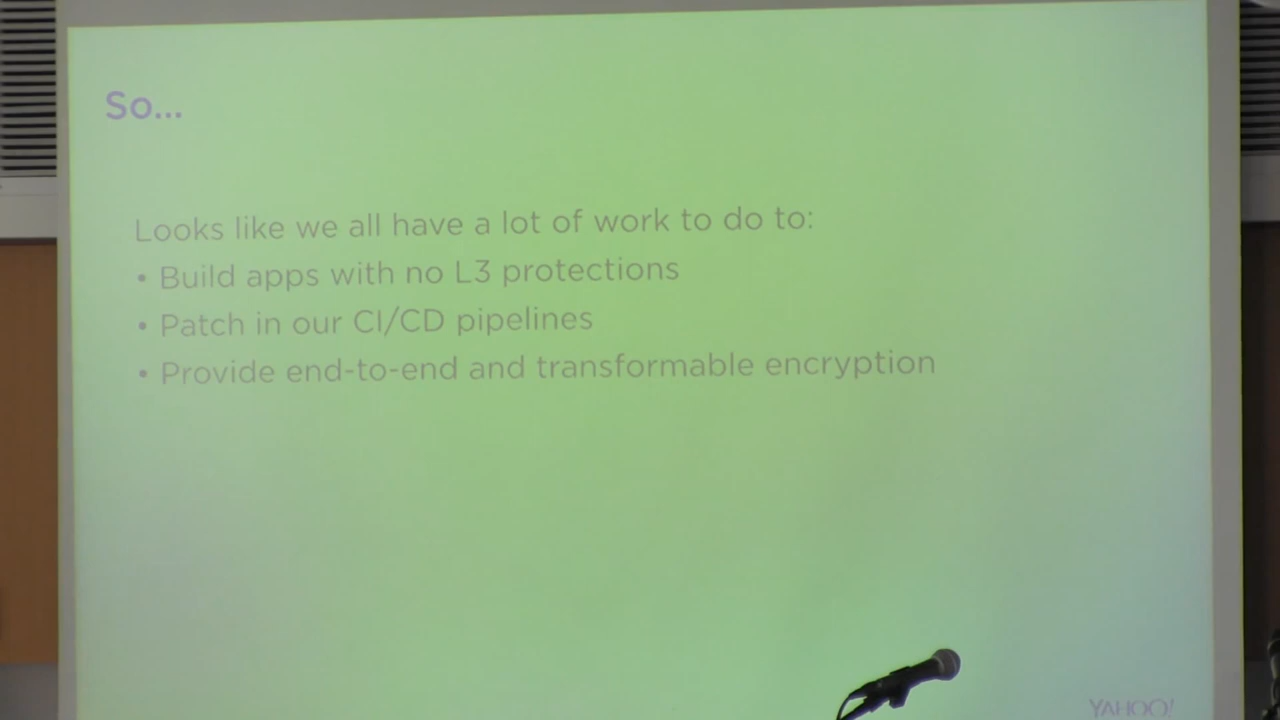 So...
Looks like we all have a lot of work to do to:
• Build apps with no L3 protections
• Patch in our CI/CD pipelines
• Provide end-to-end and transformable encryption
YAHOO!